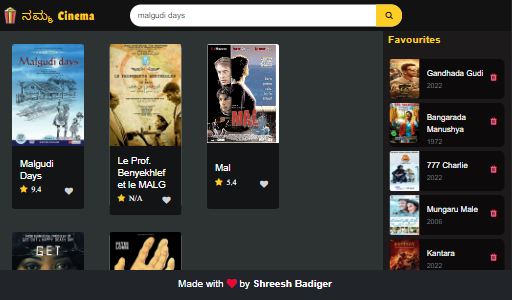 ನಮ್ಮ Cinema
malgudi days
Favourites
Malgudi days
MAL
Malgudi
Days
9.4
Le Prof.
Benyekhlef
et le MALG
N/A
Mal
5.4
GET
Gandhada Gudi
2022
Bangarada
Manushya
1972
777 Charlie
2022
Mungaru Male
2006
Kantara
2022
Made with ❤ by Shreesh Badiger